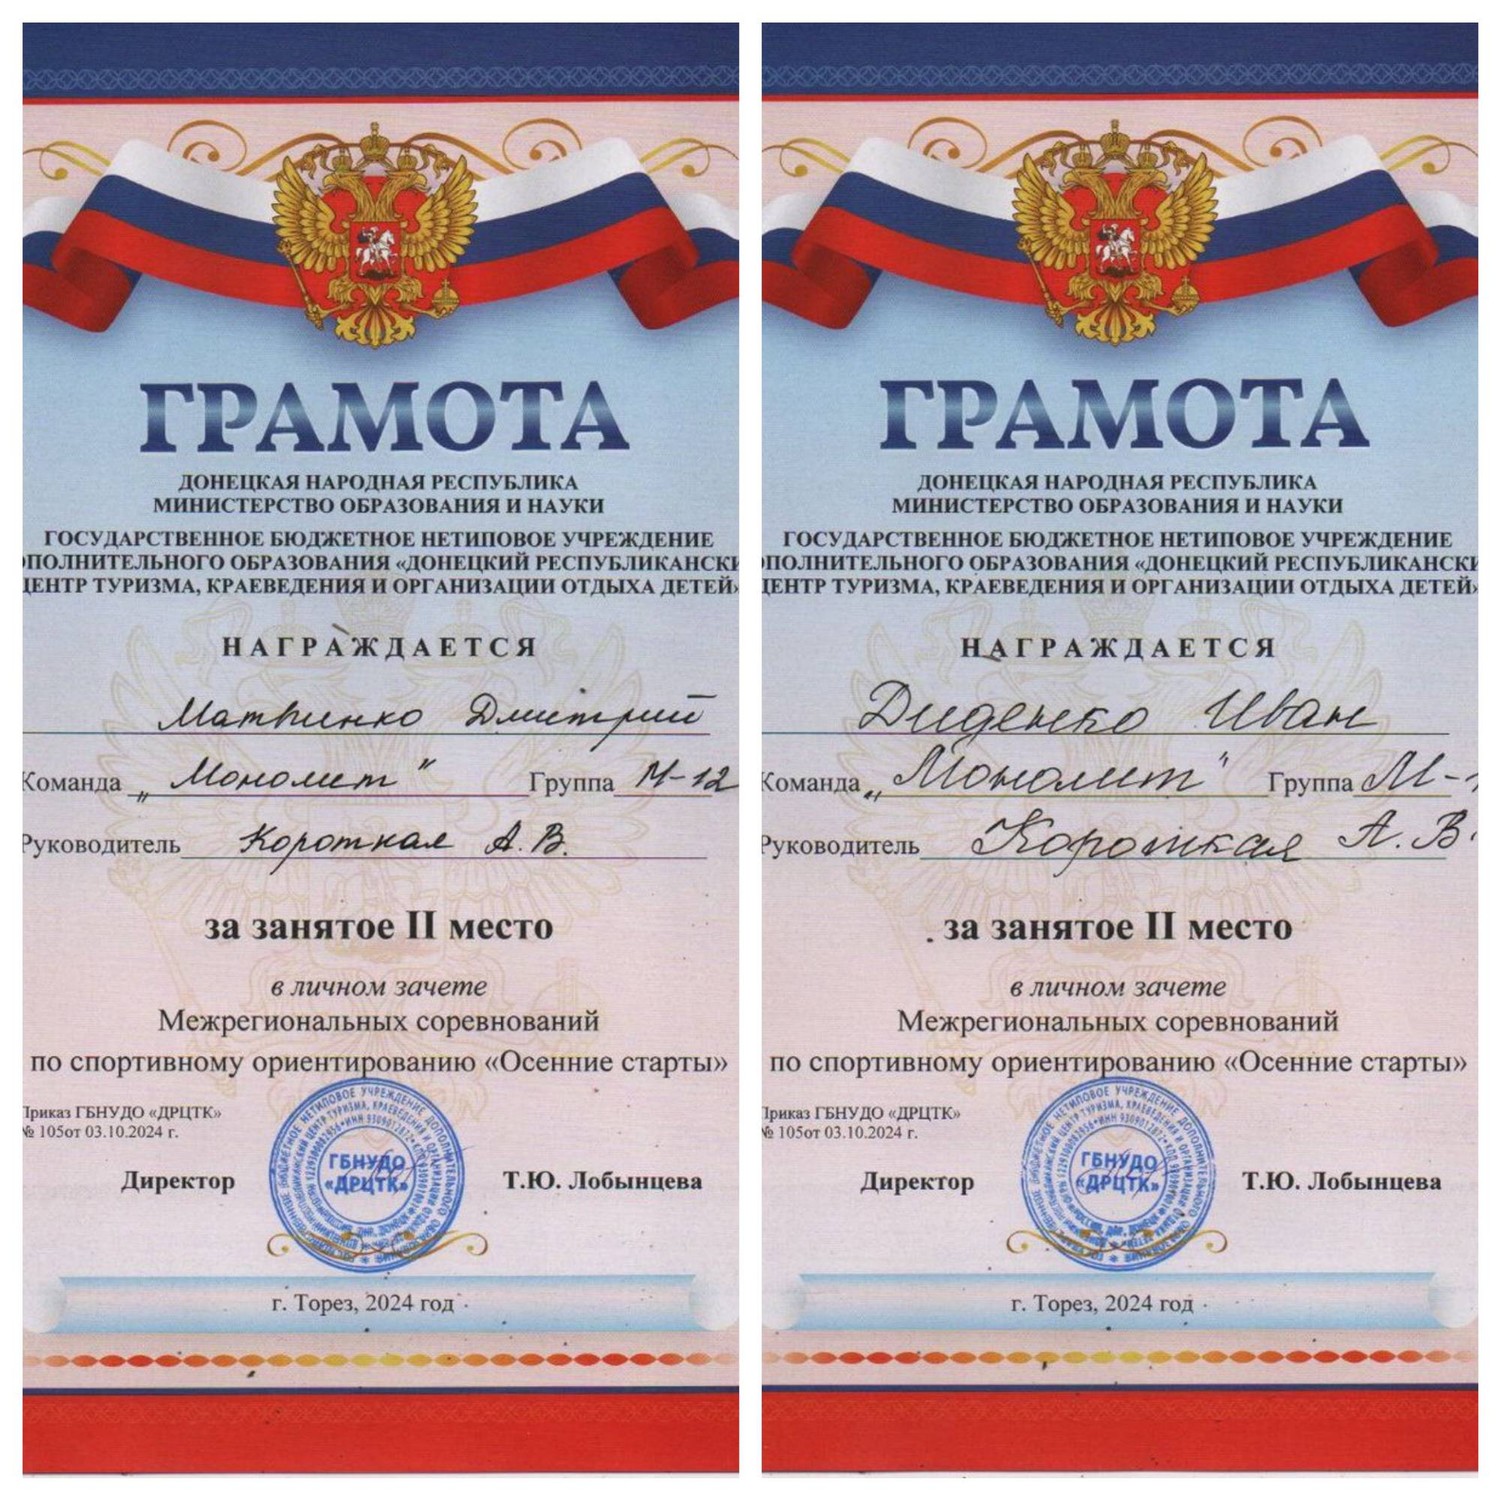 ГРАМОТА
ДОНЕЦКАЯ НАРОДНАЯ РЕСПУБЛИКА
МИНИСТЕРСТВО ОБРАЗОВАНИЯ И НАУКИ
ГОСУДАРСТВЕННОЕ БЮДЖЕТНОЕ НЕТИПОВОЕ УЧРЕЖДЕНИЕ
ОПОЛНИТЕЛЬНОГО ОБРАЗОВАНИЯ «ДОНЕЦКИЙ РЕСПУБЛИКАНСКИ
ЦЕНТР ТУРИЗМА, КРАЕВЕДЕНИЯ И ОРГАНИЗАЦИИ ОТДЫХА ДЕТЕЙ»
НАГРАЖДАЕТСЯ
Матвиенко Дмитрий
Команда „Монолит" Группа М-12
Руководитель Короткая А.В.
за занятое II место
в личном зачете
Межрегиональных соревнований
по спортивному ориентированию «Осенние старты»
Приказ ГБНУДО «ДРЦТК»
№ 105от 03.10.2024 г.
ГБНУДО
«ДРЦТК»
Директор Т.Ю. Лобынцева
г. Торез, 2024 год
ГРАМОТА
ДОНЕЦКАЯ НАРОДНАЯ РЕСПУБЛИКА
МИНИСТЕРСТВО ОБРАЗОВАНИЯ И НАУКИ
ГОСУДАРСТВЕННОЕ БЮДЖЕТНОЕ НЕТИПОВОЕ УЧРЕЖДЕНИЕ
ОПОЛНИТЕЛЬНОГО ОБРАЗОВАНИЯ «ДОНЕЦКИЙ РЕСПУБЛИКАНСКИ
ЦЕНТР ТУРИЗМА, КРАЕВЕДЕНИЯ И ОРГАНИЗАЦИИ ОТДЫХА ДЕТЕЙ»
НАГРАЖДАЕТСЯ
Диденко Иван
Команда „Монолит" Группа М-1
Руководитель Короткая А.В.
за занятое II место
в личном зачете
Межрегиональных соревнований
по спортивному ориентированию «Осенние старты»
Приказ ГБНУДО «ДРЦТК»
№ 105от 03.10.2024 г.
ГБНУДО
«ДРЦТК»
Директор Т.Ю. Лобынцева
г. Торез, 2024 год